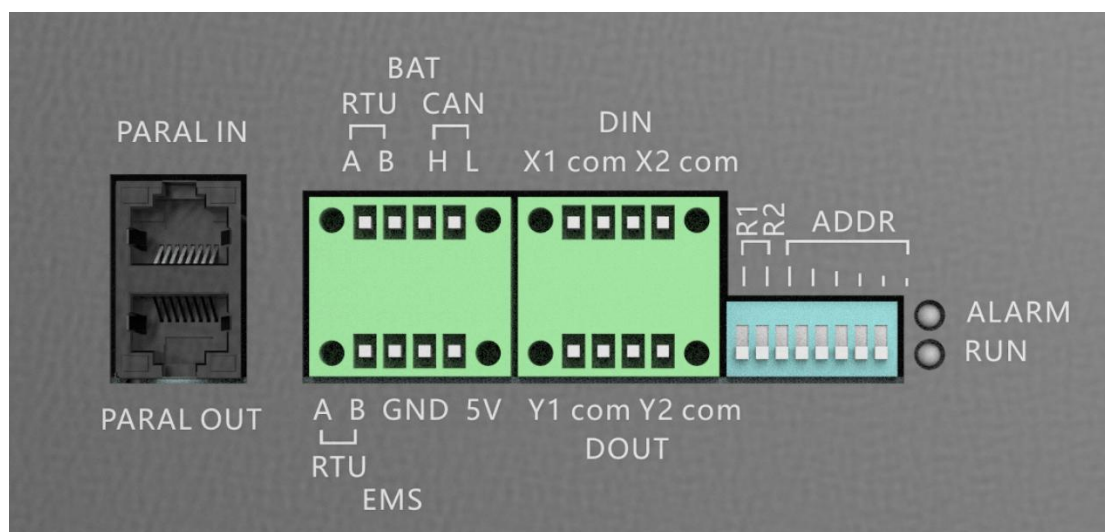 BAT
RTU CAN
A B H L
PARAL IN
DIN
X1 com X2 com
R1
R2
ADDR
ALARM
RUN
PARAL OUT
A B GND 5V
RTU
EMS
Y1 com Y2 com
DOUT